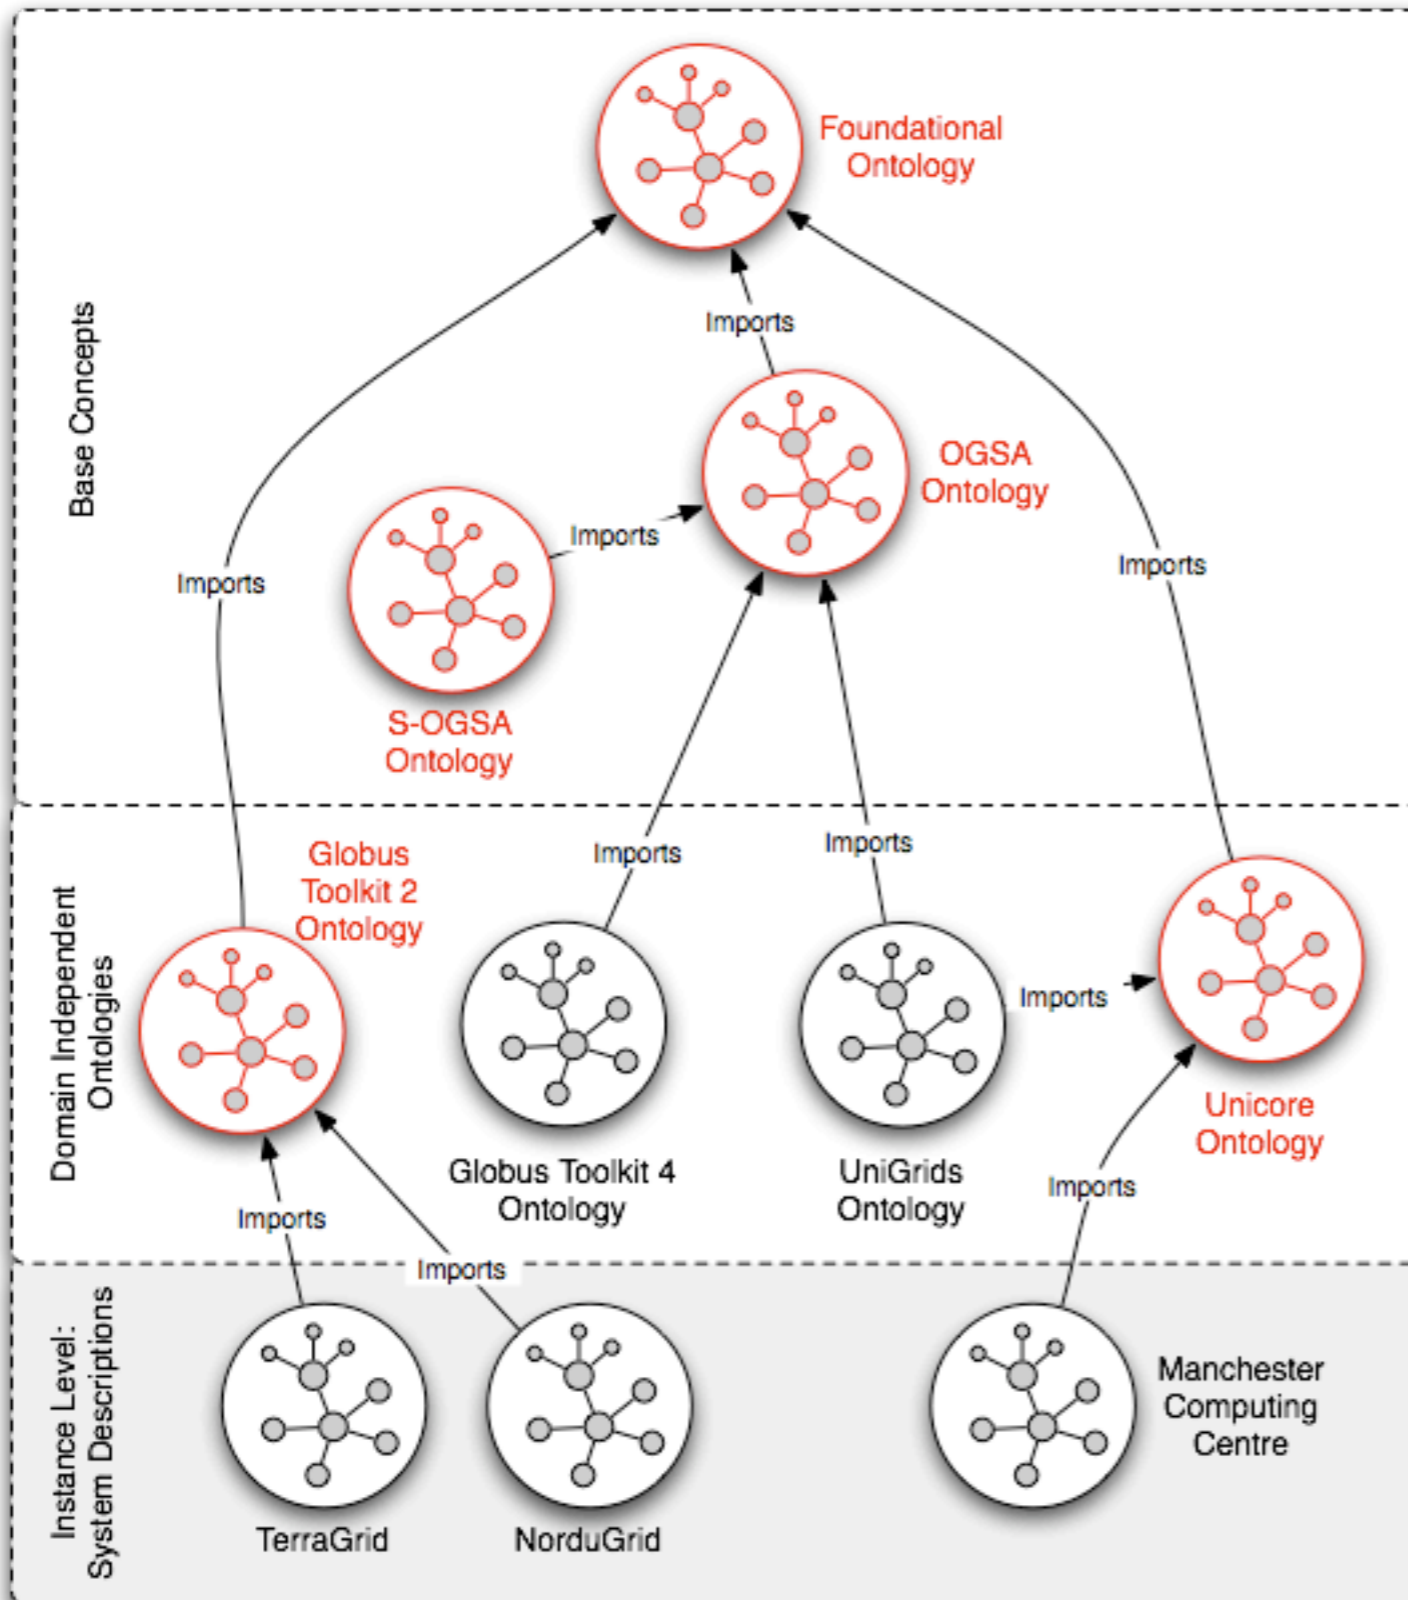 Foundational
Ontology
Imports
Base Concepts
OGSA
Ontology
Imports
Imports
Imports
S-OGSA
Ontology
Imports
Imports
Globus
Toolkit 2
Ontology
Domain Independent
Ontologies
Imports
Unicore
Ontology
Globus Toolkit 4
Ontology
UniGrids
Ontology
Imports
Imports
Imports
Instance Level:
System Descriptions
Manchester
Computing
Centre
TerraGrid
NorduGrid